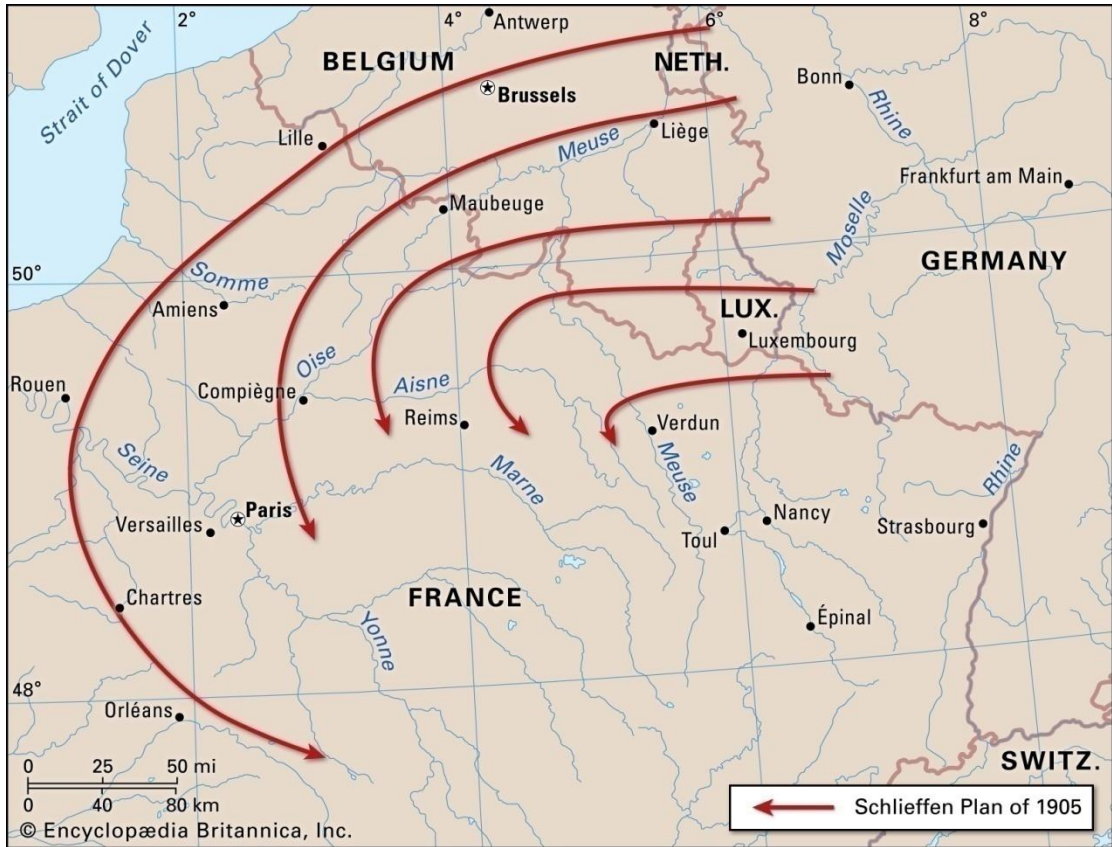 2°
4°
6°
8°
Antwerp
Strait of Dover
BELGIUM
NETH.
Bonn
Brussels
Rhine
Lille
Meuse
Liège
Frankfurt am Main
Maubeuge
Moselle
GERMANY
50°
Somme
Amiens
LUX.
Luxembourg
Oise
Rouen
Compiègne
Aisne
Reims
Verdun
Seine
Marne
Meuse
Rhine
Paris
Versailles
Nancy
Toul
Strasbourg
Chartres
FRANCE
Yonne
Épinal
48°
Orléans
SWITZ.
0 25 50 mi
0 40 80 km
Schlieffen Plan of 1905
© Encyclopædia Britannica, Inc.